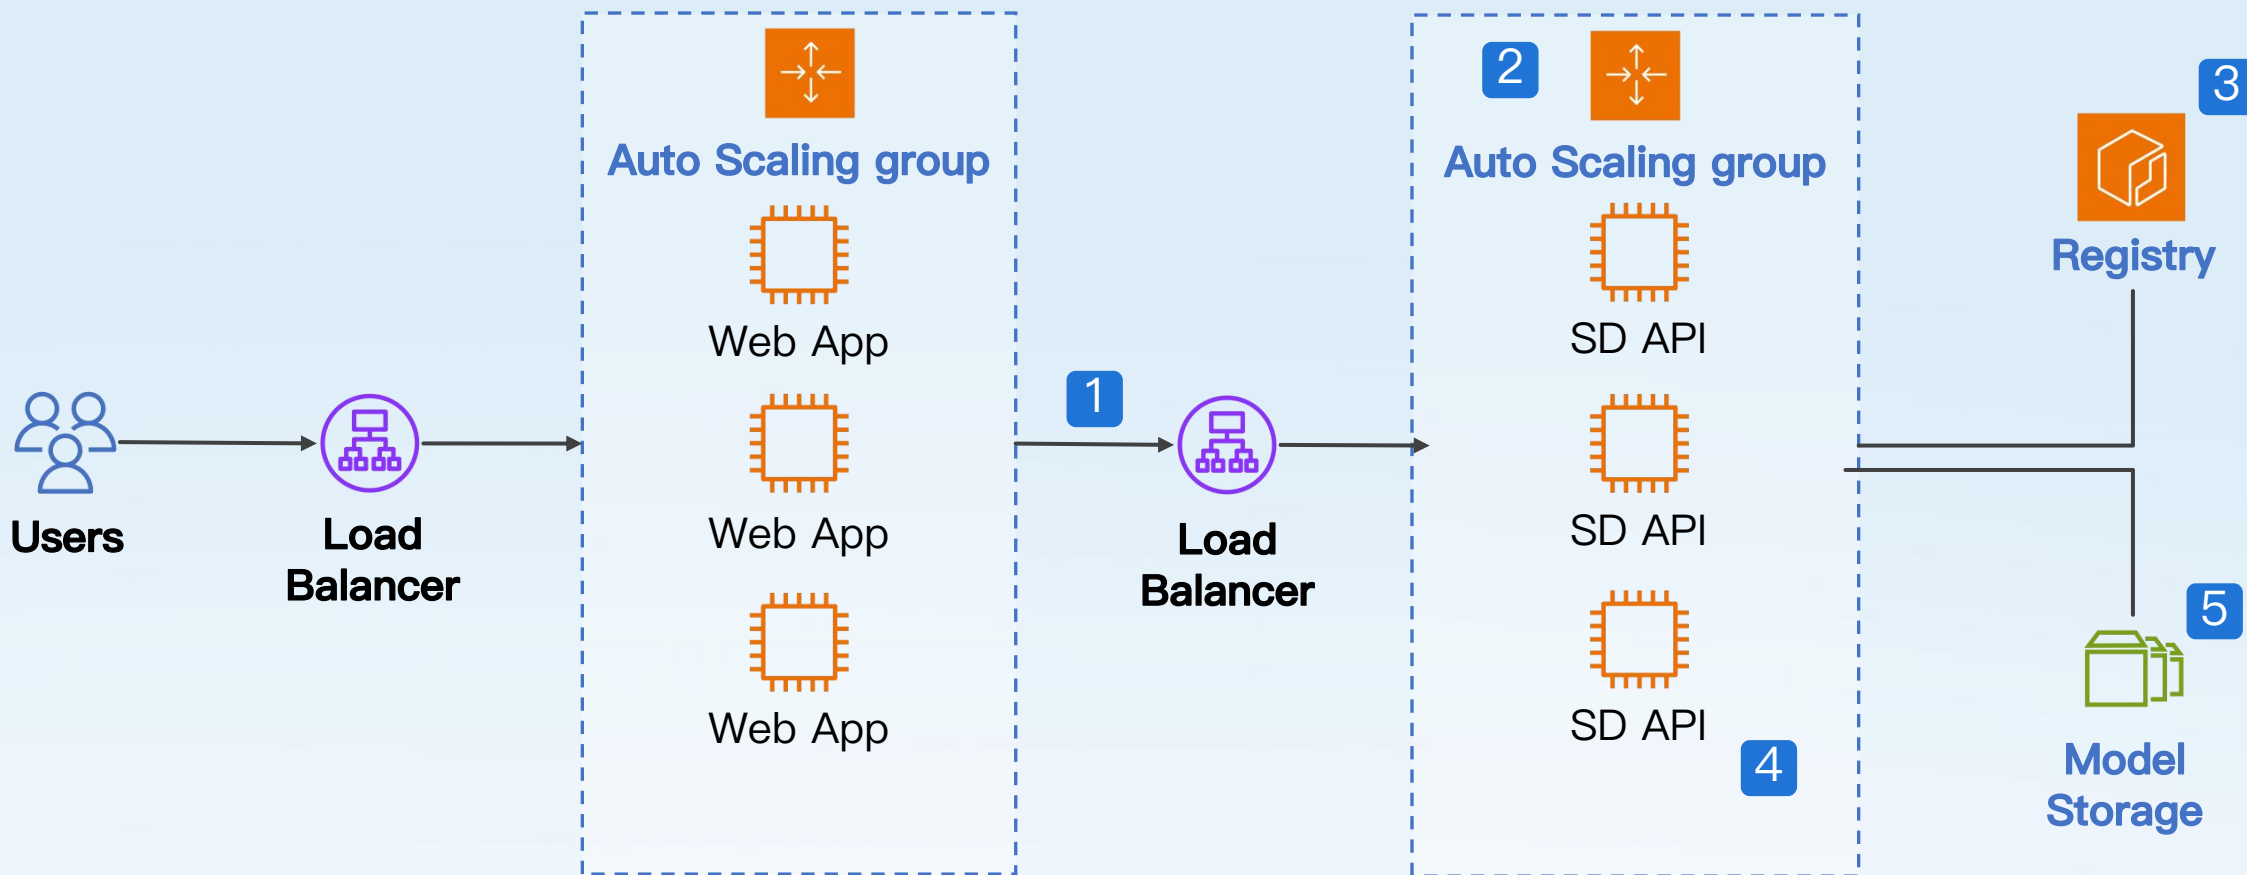 Users
Load
Balancer
Auto Scaling group
Web App
Web App
Web App
1
Load
Balancer
2
Auto Scaling group
SD API
SD API
SD API
4
3
Registry
5
Model
Storage